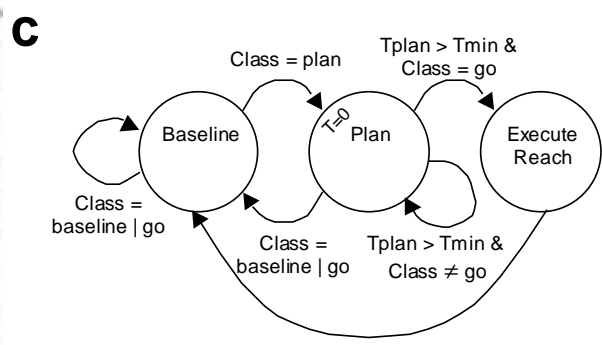 c
Class = plan
Tplan > Tmin &
Class = go
Baseline
T=0
Plan
Execute
Reach
Class =
baseline | go
Class =
baseline | go
Tplan > Tmin &
Class ≠ go